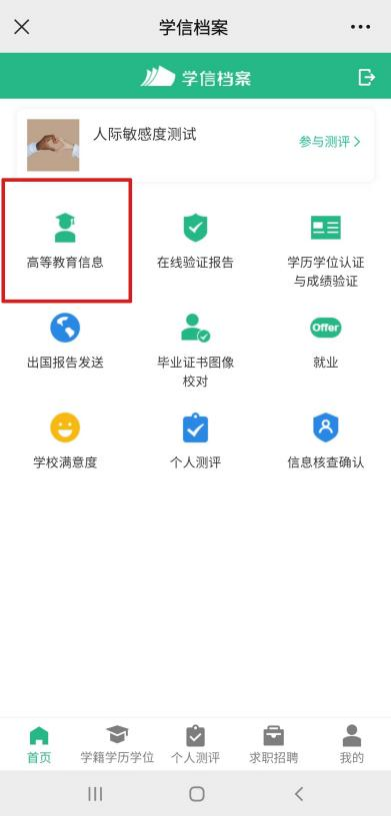 学信档案
学信档案
人际敏感度测试
参与测评
高等教育信息
在线验证报告
学历学位认证
与成绩验证
出国报告发送
毕业证书图像
校对
Offer
就业
学校满意度
个人测评
信息核查确认
首页
学籍学历学位
个人测评
求职招聘
我的